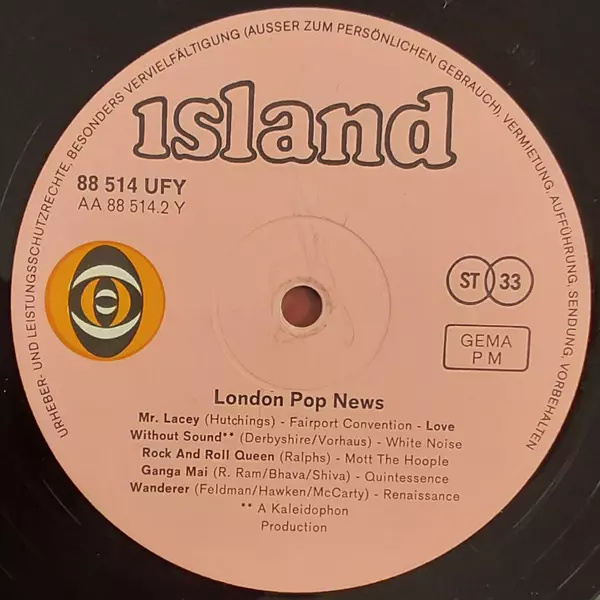 URHEBER- UND LEISTUNGSSCHUTZRECHTE, BESONDERS VERVIELFÄLTIGUNG (AUSSER ZUM PERSÖNLICHEN GEBRAUCH), VERMIETUNG, AUFFÜHRUNG, SENDUNG, VORBEHALTEN
ısland
88 514 UFY
AA 88 514.2 Y
ST 33
GEMA
P M
London Pop News
Mr. Lacey (Hutchings) - Fairport Convention - Love
Without Sound** (Derbyshire/Vorhaus) - White Noise
Rock And Roll Queen (Ralphs) - Mott The Hoople
Ganga Mai (R. Ram/Bhava/Shiva) - Quintessence
Wanderer (Feldman/Hawken/McCarty) - Renaissance
** A Kaleidophon
Production